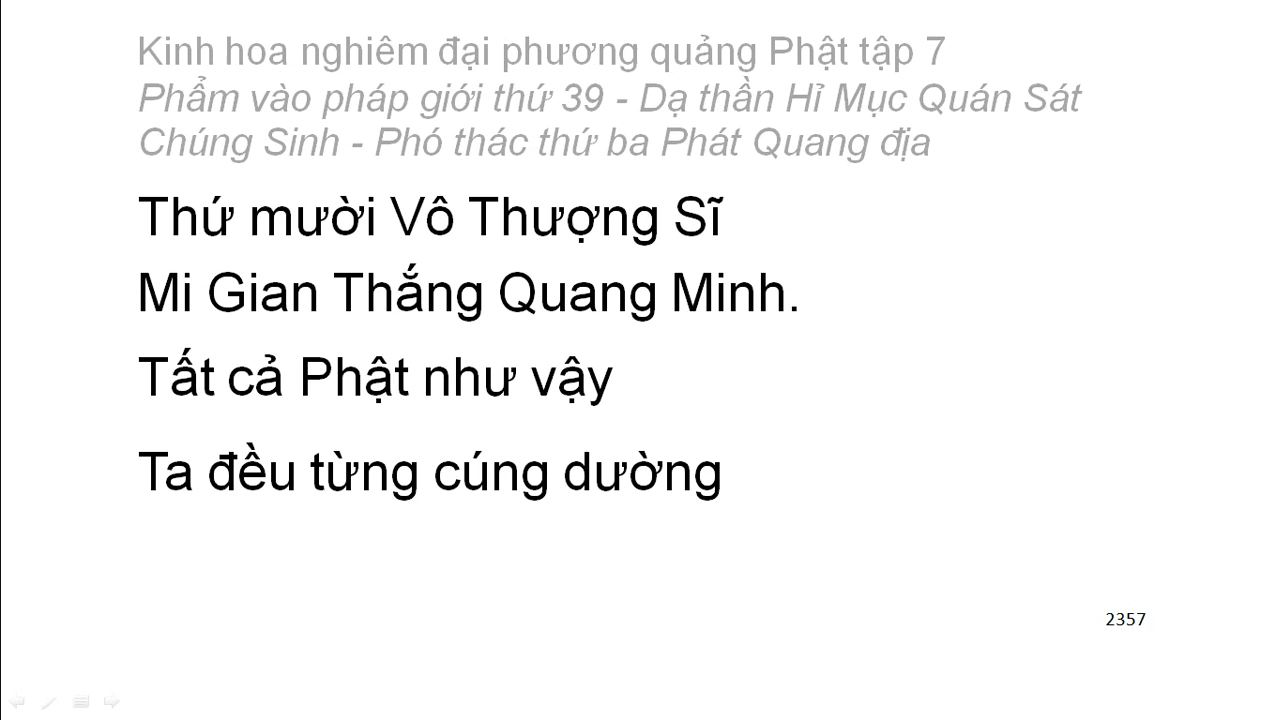 Kinh hoa nghiêm đại phương quảng Phật tập 7
Phẩm vào pháp giới thứ 39 - Dạ thần Hỉ Mục Quán Sát
Chúng Sinh - Phó thác thứ ba Phát Quang địa
Thứ mười Vô Thượng Sĩ
Mi Gian Thắng Quang Minh.
Tất cả Phật như vậy
Ta đều từng cúng dường
2357